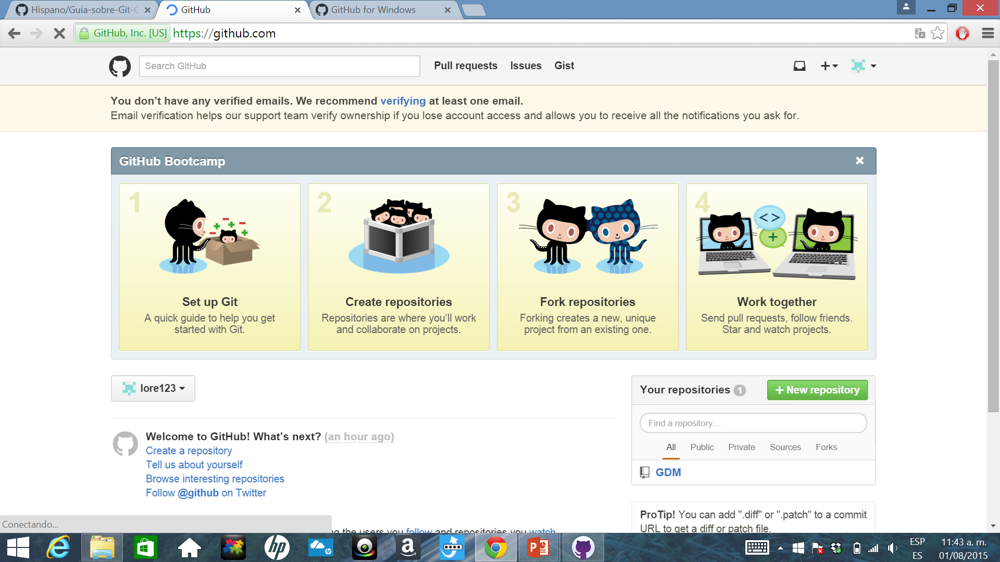 Hispano/Guia-sobre-Git-G
GitHub
GitHub for Windows
GitHub, Inc. [US]
https://github.com
Search GitHub
Pull requests
Issues
Gist
You don’t have any verified emails. We recommend verifying at least one email.
Email verification helps our support team verify ownership if you lose account access and allows you to receive all the notifications you ask for.
GitHub Bootcamp
1
Set up Git
A quick guide to help you get
started with Git.
2
Create repositories
Repositories are where you’ll work
and collaborate on projects.
3
Fork repositories
Forking creates a new, unique
project from an existing one.
4
Work together
Send pull requests, follow friends.
Star and watch projects.
lore123
Welcome to GitHub! What’s next? (an hour ago)
Create a repository
Tell us about yourself
Browse interesting repositories
Follow @github on Twitter
Your repositories 1
+ New repository
Find a repository…
All
Public
Private
Sources
Forks
GDM
ProTip! You can add ".diff" or ".patch" to a commit
URL to get a diff or patch file.
Conectando...
the users you follow and repositories you watch
hp
a
P
ESP
ES
11:43 a. m.
01/08/2015